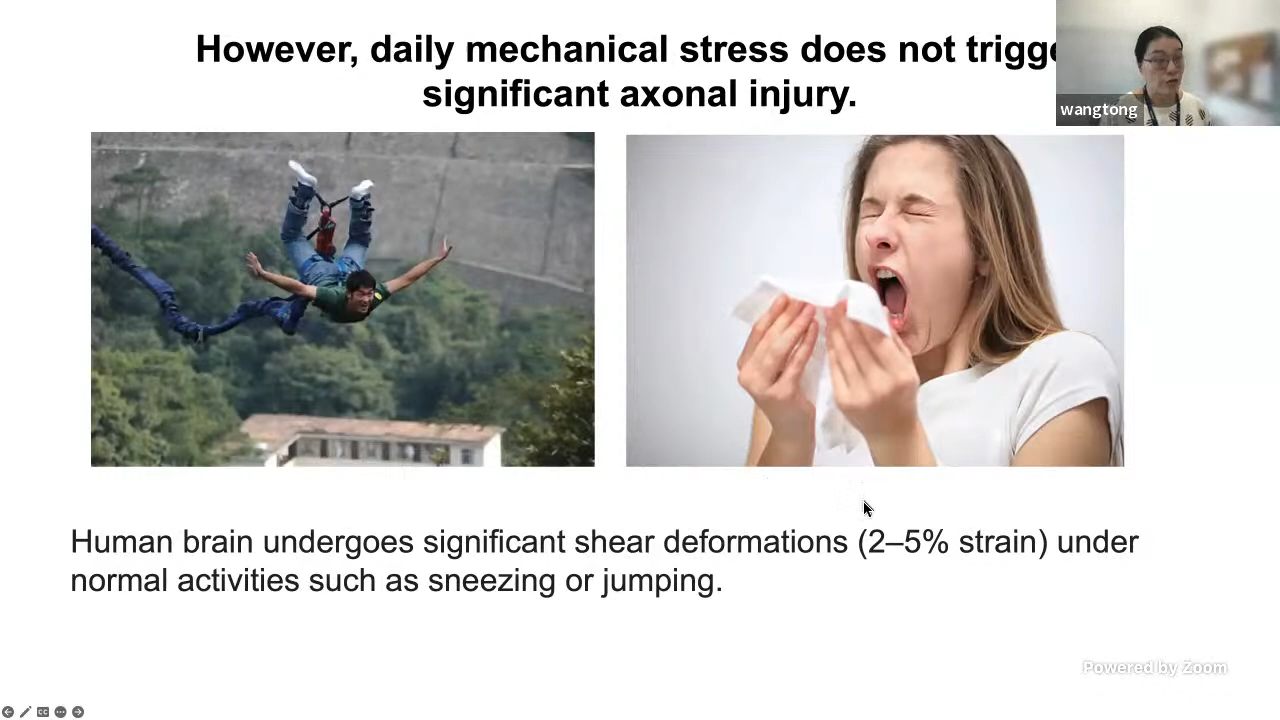 However, daily mechanical stress does not trigge
significant axonal injury.
wangtong
Human brain undergoes significant shear deformations (2–5% strain) under
normal activities such as sneezing or jumping.
Powered by Zoom